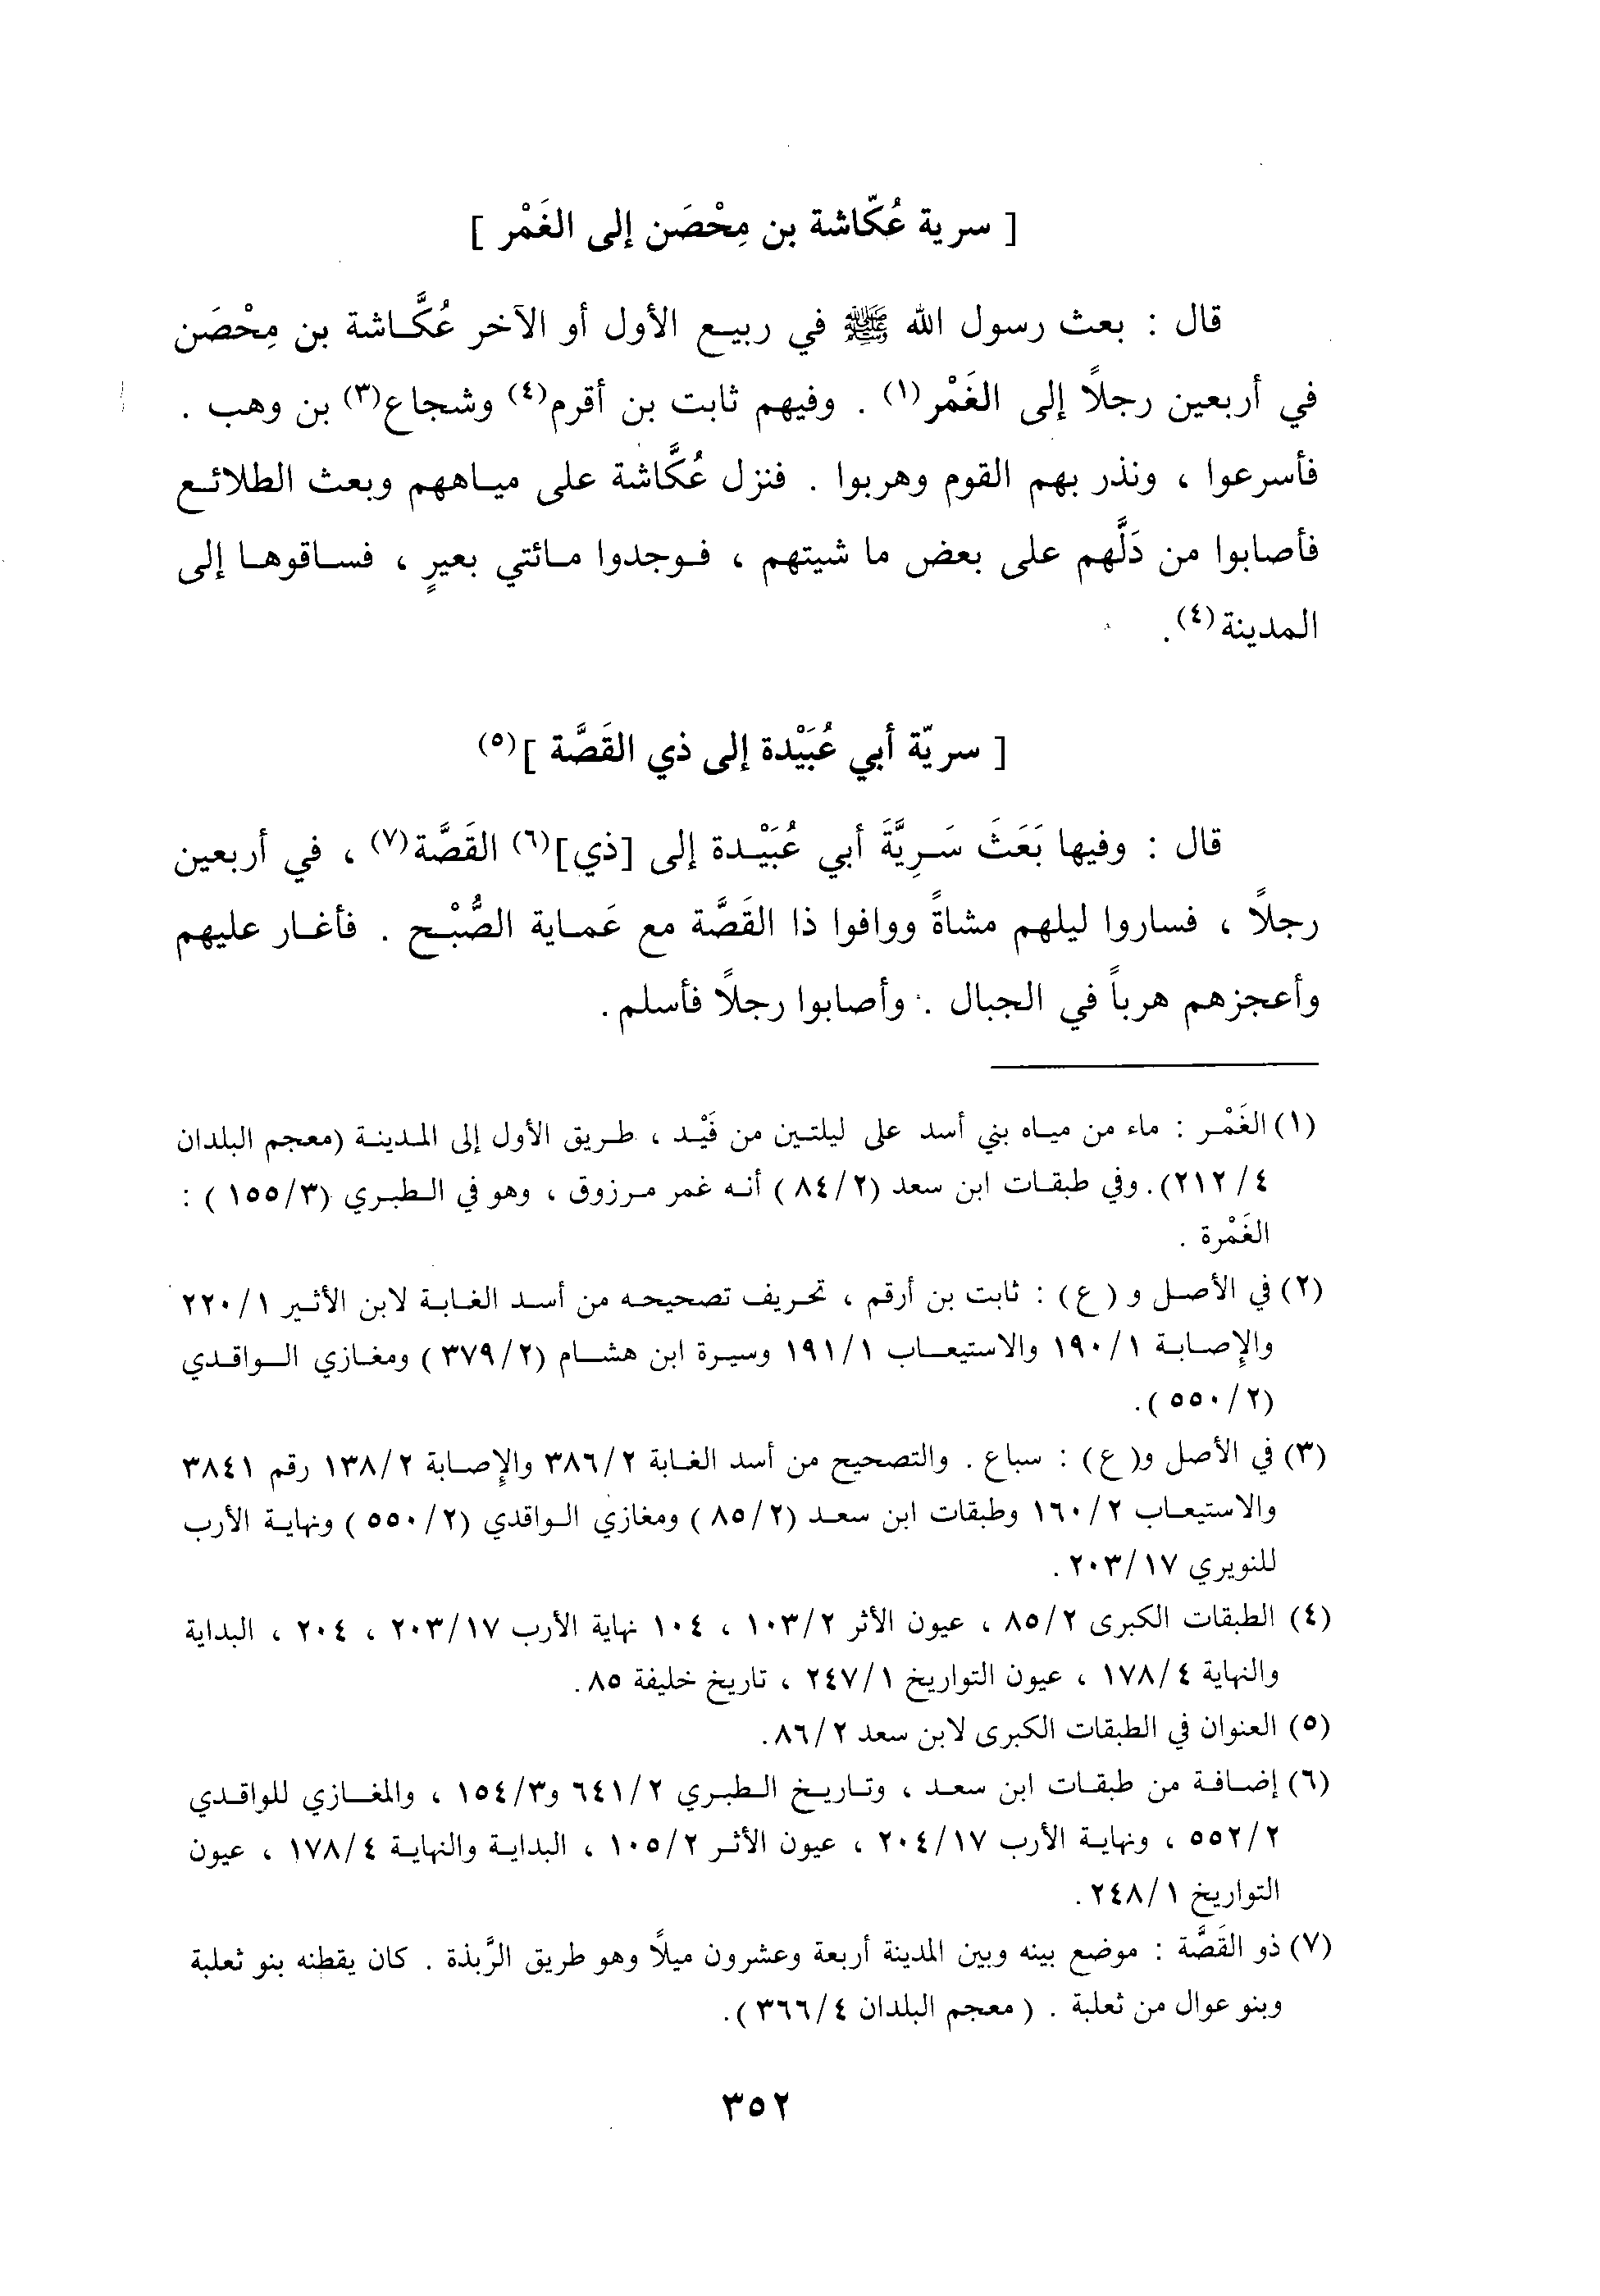 [ سرية عُكّاشة بن مِحْصَن إلى الغَمْر ]
قال : بعث رسول الله ﷺ في ربيع الأول أو الآخر عُكَّاشة بن مِحْصَن
في أربعين رجلاً إلى الغَمْر(١) . وفيهم ثابت بن أقرم(٤) وشجاع(٣) بن وهب .
فأسرعوا ، ونذر بهم القوم وهربوا . فنزل عُكَّاشة على مياههم وبعث الطلائع
فأصابوا من دَلَّهم على بعض ما شيتهم ، فوجدوا مائتي بعيرٍ ، فساقوها إلى
المدينة(٤).
[ سريّة أبي عُبَيْدة إلى ذي القَصَّة ](٥)
قال : وفيها بَعَثَ سَرِيَّةَ أبي عُبَيْدة إلى [ذي](٦) القَصَّة(٧) ، في أربعين
رجلاً ، فساروا ليلهم مشاةً ووافوا ذا القَصَّة مع عَماية الصُّبْح . فأغار عليهم
وأعجزهم هرباً في الجبال . وأصابوا رجلاً فأسلم.
(١) الغَمْر : ماء من مياه بني أسد على ليلتين من فَيْد ، طريق الأول إلى المدينة (معجم البلدان
٤/ ٢١٢). وفي طبقات ابن سعد (٢/ ٨٤) أنه غمر مرزوق ، وهو في الطبري (٣/ ١٥٥) :
الغَمْرة .
(٢) في الأصل و (ع) : ثابت بن أرقم ، تحريف تصحيحه من أسد الغابة لابن الأثير ١/ ٢٢٠
والإصابة ١/ ١٩٠ والاستيعاب ١/ ١٩١ وسيرة ابن هشام (٢/ ٣٧٩) ومغازي الواقدي
(٢/ ٥٥٠).
(٣) في الأصل و(ع) : سباع . والتصحيح من أسد الغابة ٢/ ٣٨٦ والإصابة ٢/ ١٣٨ رقم ٣٨٤١
والاستيعاب ٢/ ١٦٠ وطبقات ابن سعد (٢/ ٨٥) ومغازي الواقدي (٢/ ٥٥٠) ونهاية الأرب
للنويري ١٧/ ٢٠٣ .
(٤) الطبقات الكبرى ٢/ ٨٥ ، عيون الأثر ٢/ ١٠٣ ، ١٠٤ نهاية الأرب ١٧/ ٢٠٣ ، ٢٠٤ ، البداية
والنهاية ٤/ ١٧٨ ، عيون التواريخ ١/ ٢٤٧ ، تاريخ خليفة ٨٥.
(٥) العنوان في الطبقات الكبرى لابن سعد ٢/ ٨٦.
(٦) إضافة من طبقات ابن سعد ، وتاريخ الطبري ٢/ ٦٤١ و٣/ ١٥٤ ، والمغازي للواقدي
٢/ ٥٥٢ ، ونهاية الأرب ١٧/ ٢٠٤ ، عيون الأثر ٢/ ١٠٥ ، البداية والنهاية ٤/ ١٧٨ ، عيون
التواريخ ١/ ٢٤٨.
(٧) ذو القَصَّة : موضع بينه وبين المدينة أربعة وعشرون ميلاً وهو طريق الرَّبذة . كان يقطنه بنو ثعلبة
وبنو عوال من ثعلبة . ( معجم البلدان ٤/ ٣٦٦).
٣٥٢